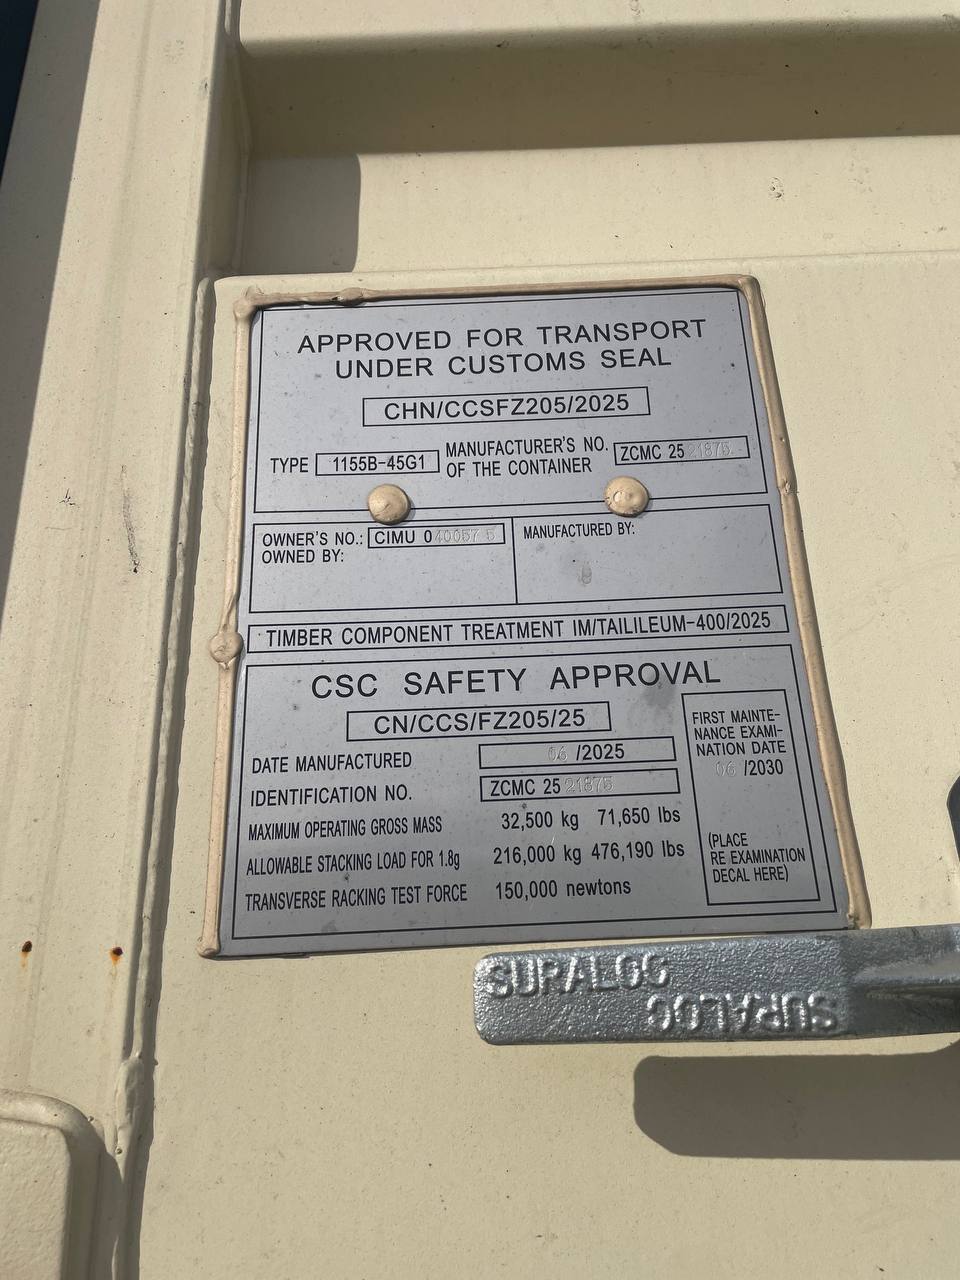 APPROVED FOR TRANSPORT
UNDER CUSTOMS SEAL
CHN/CCSFZ205/2025
TYPE 1155B-45G1 MANUFACTURER'S NO. OF THE CONTAINER ZCMC 25 21875
OWNER'S NO.: CIMU 040057 5
OWNED BY:
MANUFACTURED BY:
TIMBER COMPONENT TREATMENT IM/TAILILEUM-400/2025
CSC SAFETY APPROVAL
CN/CCS/FZ205/25
DATE MANUFACTURED 06 /2025
IDENTIFICATION NO. ZCMC 25 21875
MAXIMUM OPERATING GROSS MASS 32,500 kg 71,650 lbs
ALLOWABLE STACKING LOAD FOR 1.8g 216,000 kg 476,190 lbs
TRANSVERSE RACKING TEST FORCE 150,000 newtons
FIRST MAINTE-
NANCE EXAMI-
NATION DATE
06 /2030
(PLACE
RE EXAMINATION
DECAL HERE)
SURALOC
SURALOC